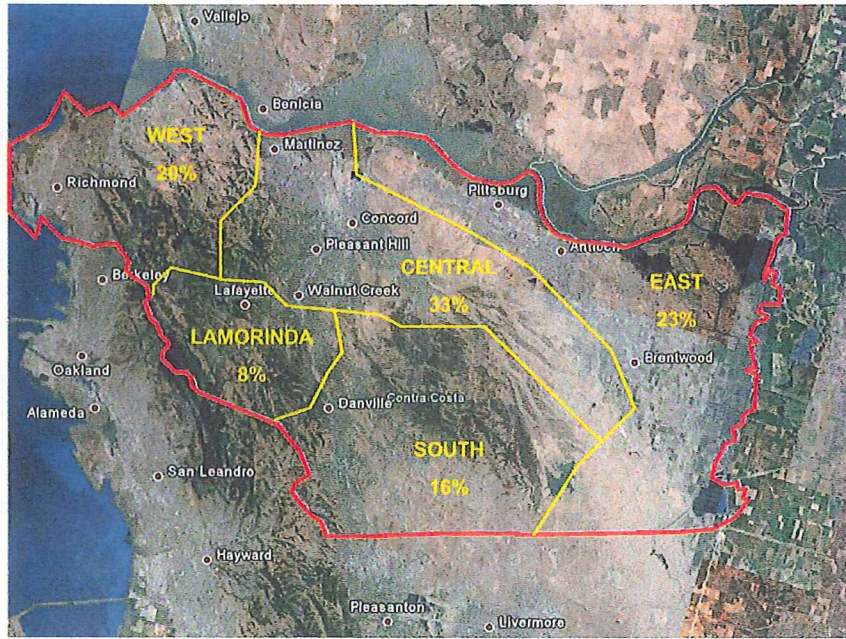 Vallejo
Benicia
WEST
20%
Martinez
Richmond
Pittsburg
Concord
Pleasant Hill
Antioch
Berkeley
CENTRAL
33%
EAST
23%
Lafayette
Walnut Creek
LAMORINDA
8%
Brentwood
Oakland
Alameda
Danville
Contra Costa
SOUTH
16%
San Leandro
Hayward
Pleasanton
Livermore